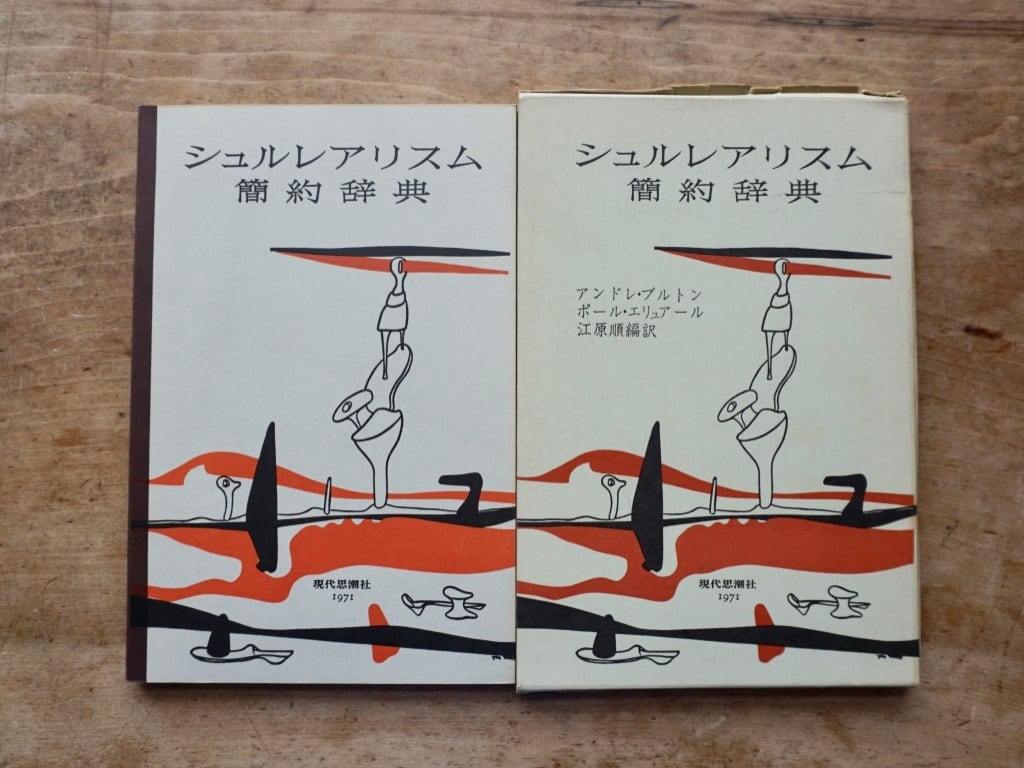 シュルレアリスム
簡約辞典
現代思潮社
1971
シュルレアリスム
簡約辞典
アンドレ・ブルトン
ポール・エリュアール
江原順編訳
現代思潮社
1971